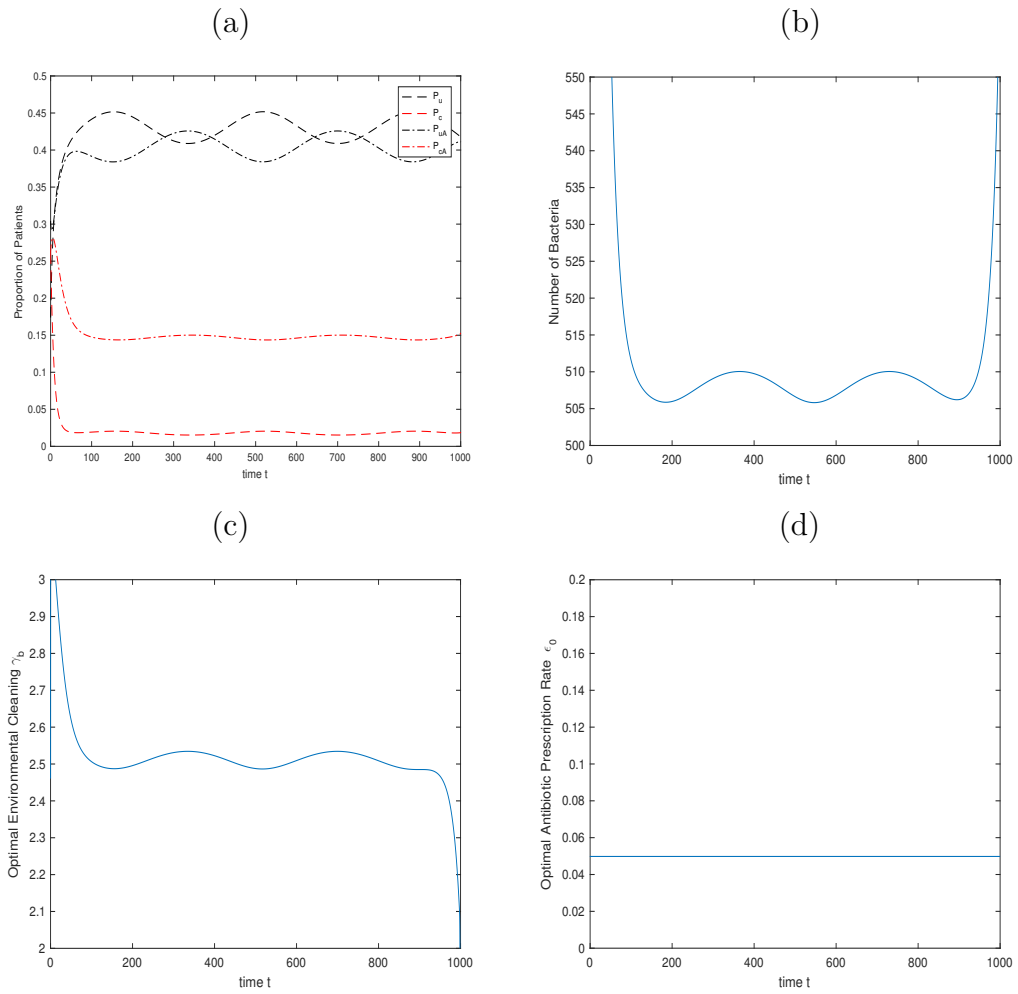 (a)
Proportion of Patients
0.5
0.45
0.4
0.35
0.3
0.25
0.2
0.15
0.1
0.05
0
P_u
P_c
P_uA
P_cA
0 100 200 300 400 500 600 700 800 900 1000
time t
(b)
Number of Bacteria
550
545
540
535
530
525
520
515
510
505
500
0 200 400 600 800 1000
time t
(c)
Optimal Environmental Cleaning γ_b
3
2.9
2.8
2.7
2.6
2.5
2.4
2.3
2.2
2.1
2
0 200 400 600 800 1000
time t
(d)
Optimal Antibiotic Prescription Rate ϵ_0
0.2
0.18
0.16
0.14
0.12
0.1
0.08
0.06
0.04
0.02
0
0 200 400 600 800 1000
time t